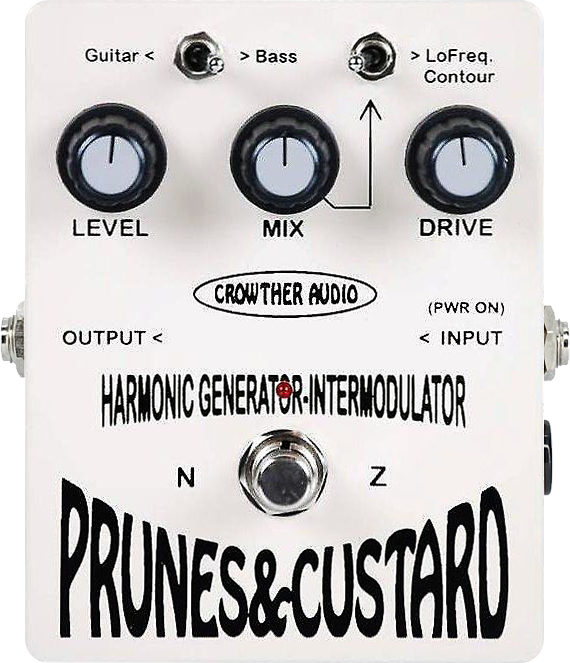 Guitar < > Bass > LoFreq.
Contour
LEVEL MIX DRIVE
CROWTHER AUDIO
(PWR ON)
OUTPUT < < INPUT
HARMONIC GENERATOR-INTERMODULATOR
N Z
PRUNES&CUSTARD